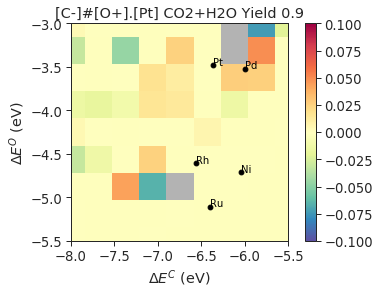 [C-]#[O+].[Pt] CO2+H2O Yield 0.9
−3.0
−3.5
−4.0
−4.5
−5.0
−5.5
ΔE^O (eV)
Pt
Pd
Rh
Ni
Ru
−8.0 −7.5 −7.0 −6.5 −6.0 −5.5
ΔE^C (eV)
0.100
0.075
0.050
0.025
0.000
−0.025
−0.050
−0.075
−0.100